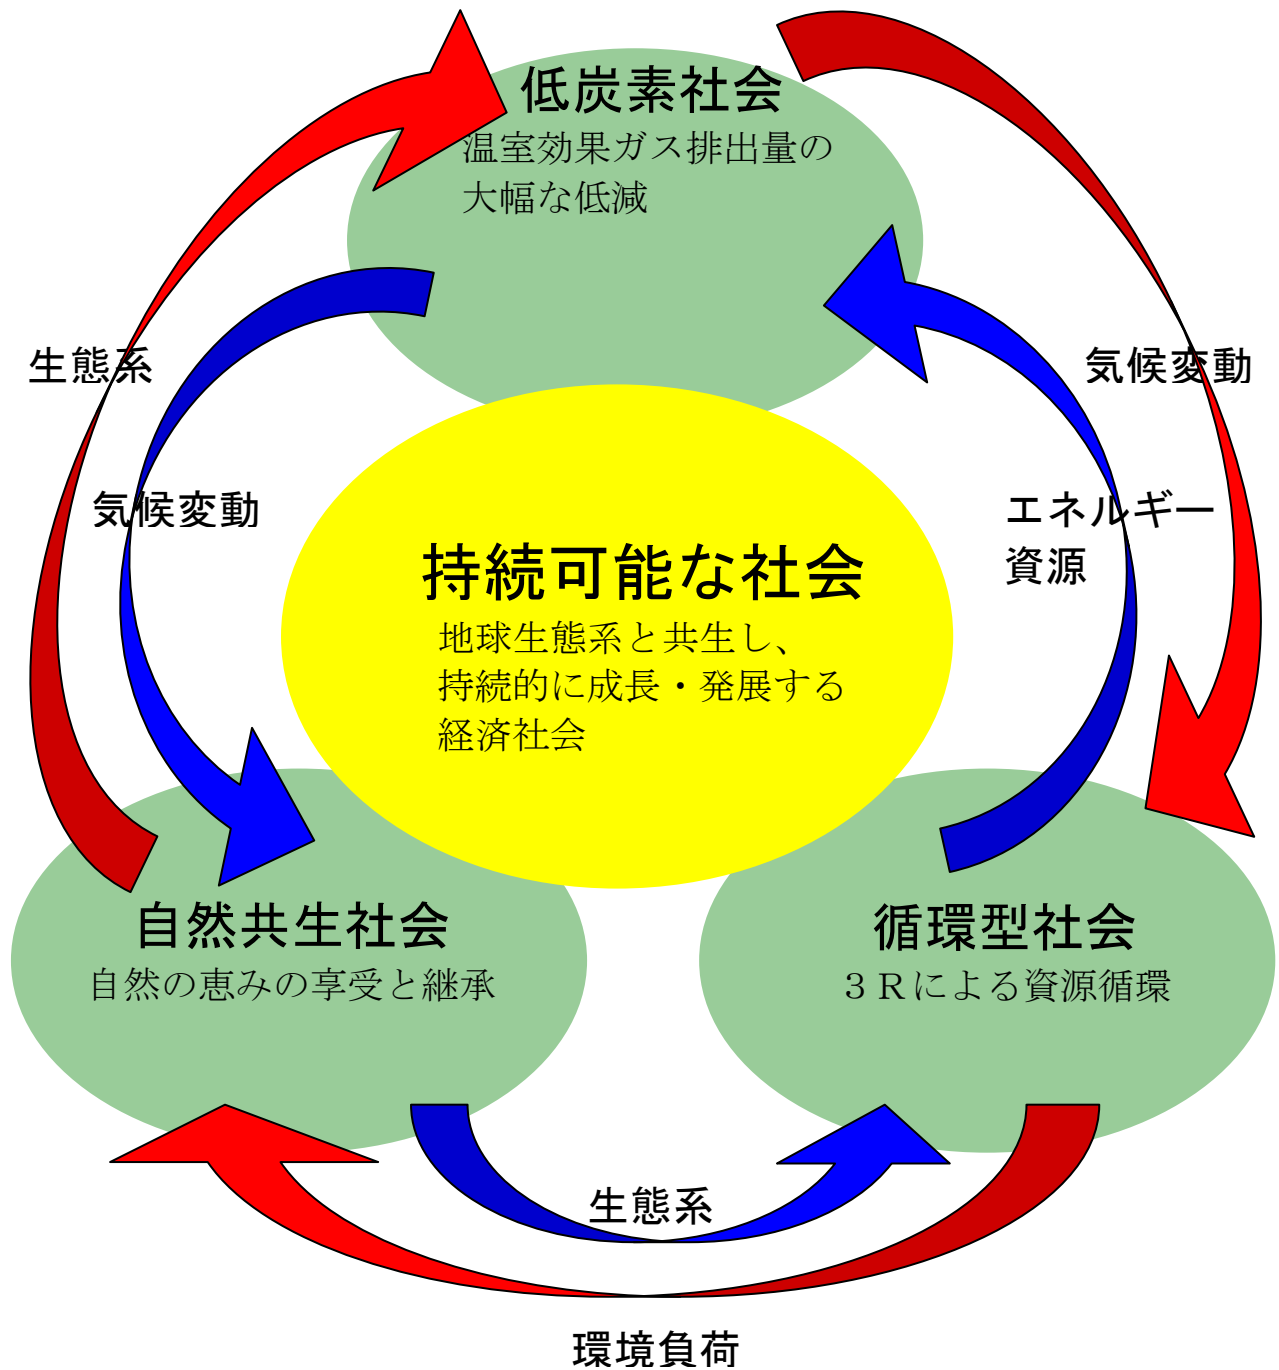 低炭素社会
温室効果ガス排出量の
大幅な低減
生態系
気候変動
気候変動
エネルギー
資源
持続可能な社会
地球生態系と共生し、
持続的に成長・発展する
経済社会
自然共生社会
自然の恵みの享受と継承
循環型社会
３Ｒによる資源循環
生態系
環境負荷